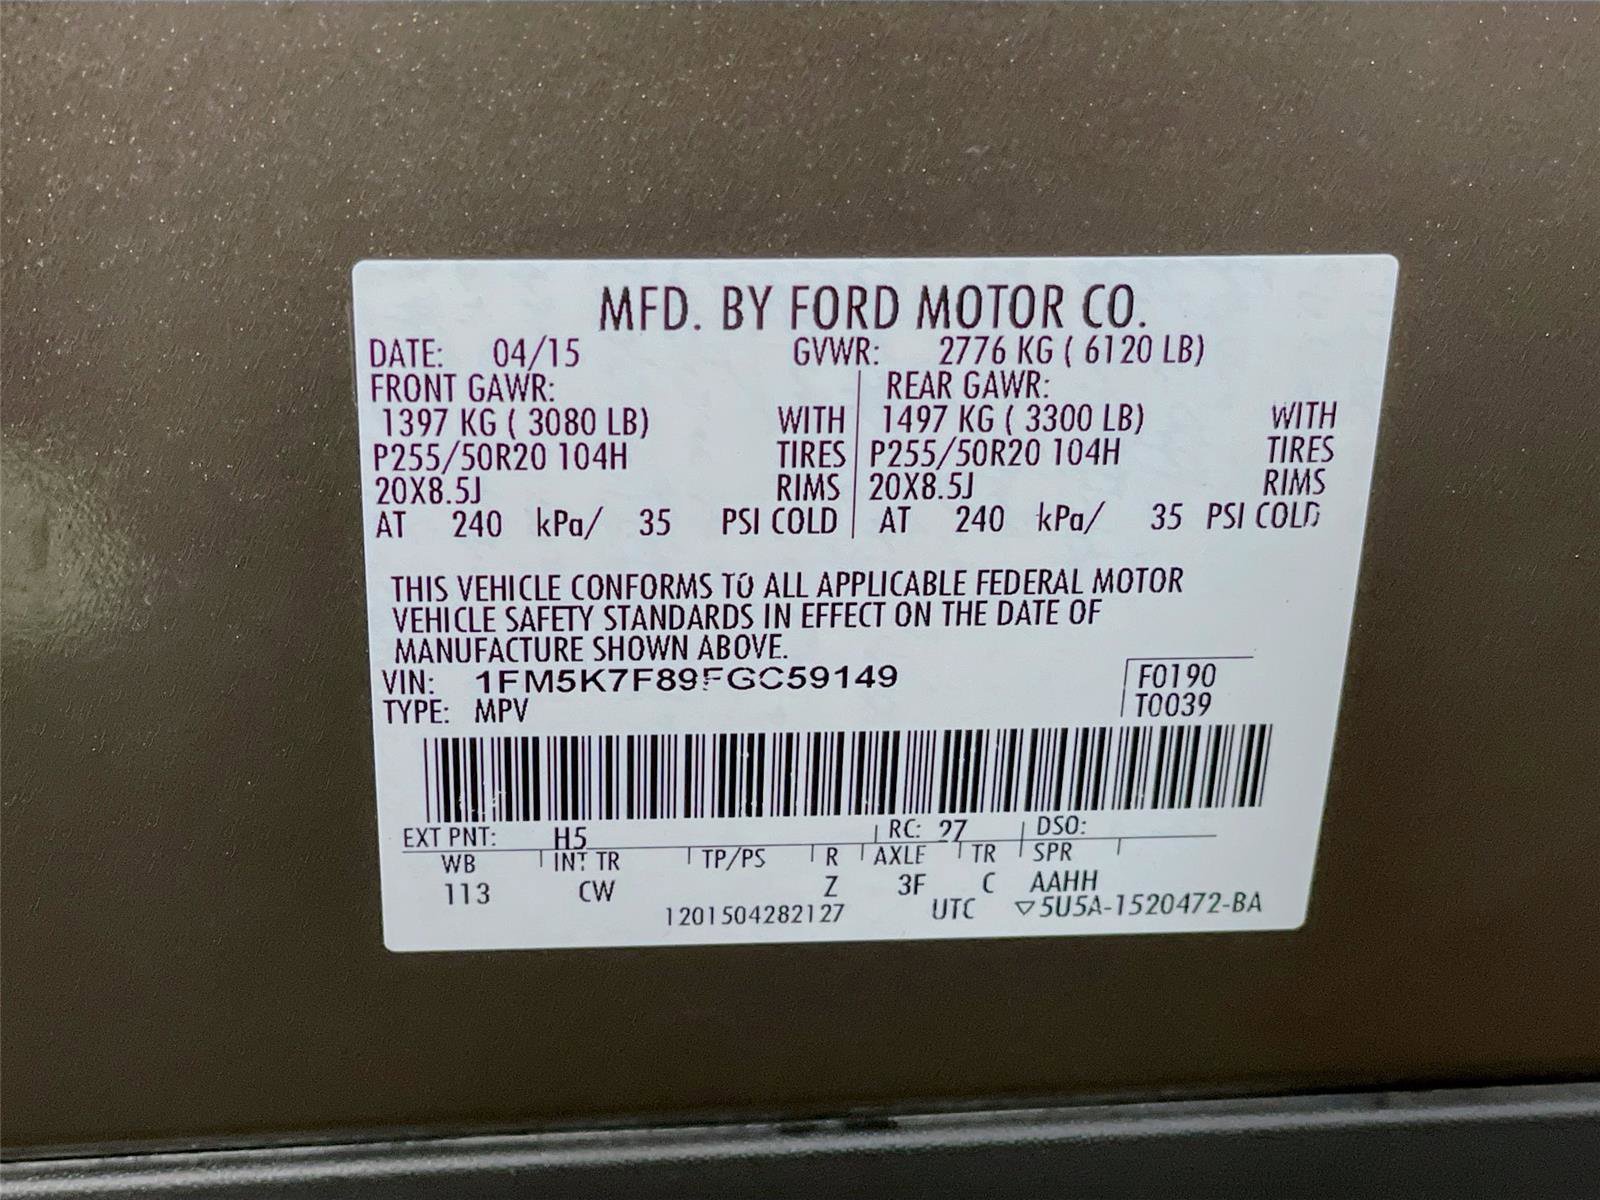 MFD. BY FORD MOTOR CO.
DATE: 04/15 GVWR: 2776 KG ( 6120 LB)
FRONT GAWR: REAR GAWR:
1397 KG ( 3080 LB) WITH 1497 KG ( 3300 LB) WITH
P255/50R20 104H TIRES P255/50R20 104H TIRES
20X8.5J RIMS 20X8.5J RIMS
AT 240 kPa/ 35 PSI COLD AT 240 kPa/ 35 PSI COLD
THIS VEHICLE CONFORMS TO ALL APPLICABLE FEDERAL MOTOR
VEHICLE SAFETY STANDARDS IN EFFECT ON THE DATE OF
MANUFACTURE SHOWN ABOVE.
VIN: 1FM5K7F89FGC59149 F0190
TYPE: MPV T0039
EXT PNT: H5 RC: 27 DSO:
WB INT TR TP/PS R AXLE TR SPR
113 CW Z 3F C AAHH
1201504282127 UTC ▽5U5A-1520472-BA